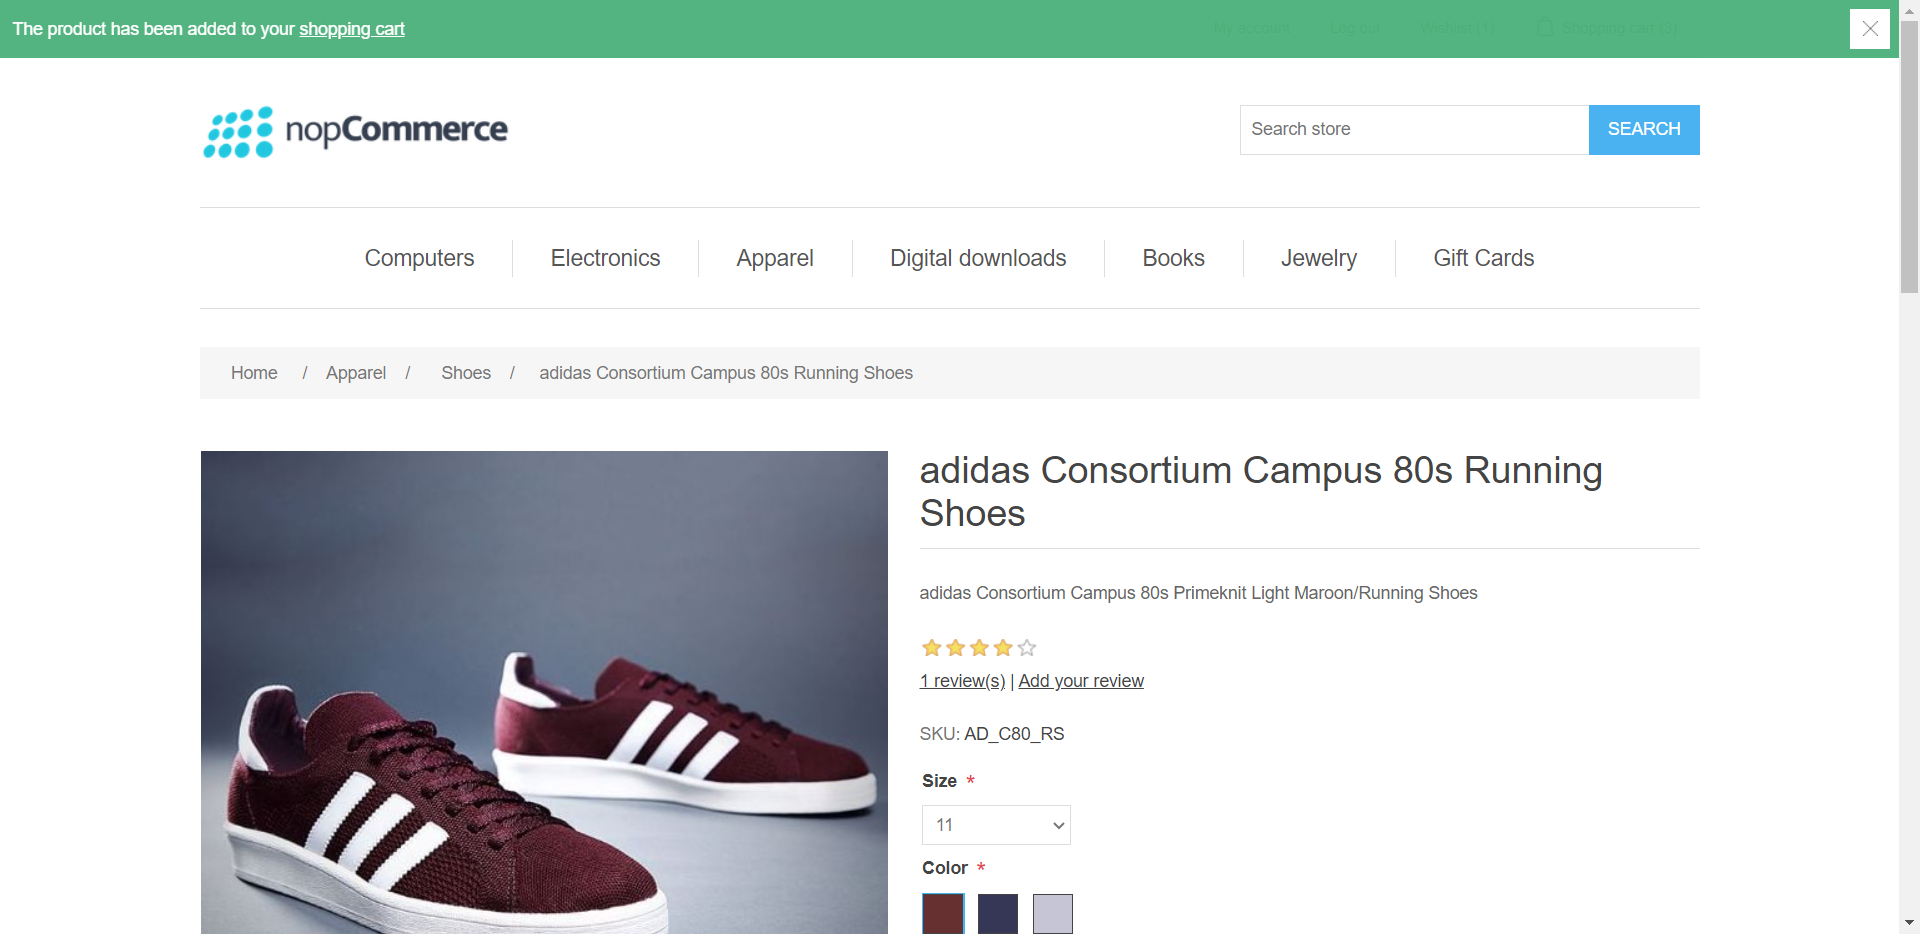 The product has been added to your shopping cart
My account Log out Wishlist (1) Shopping cart (3)
nopCommerce
Search store
SEARCH
Computers
Electronics
Apparel
Digital downloads
Books
Jewelry
Gift Cards
Home / Apparel / Shoes / adidas Consortium Campus 80s Running Shoes
adidas Consortium Campus 80s Running
Shoes
adidas Consortium Campus 80s Primeknit Light Maroon/Running Shoes
1 review(s) | Add your review
SKU: AD_C80_RS
Size *
11
Color *